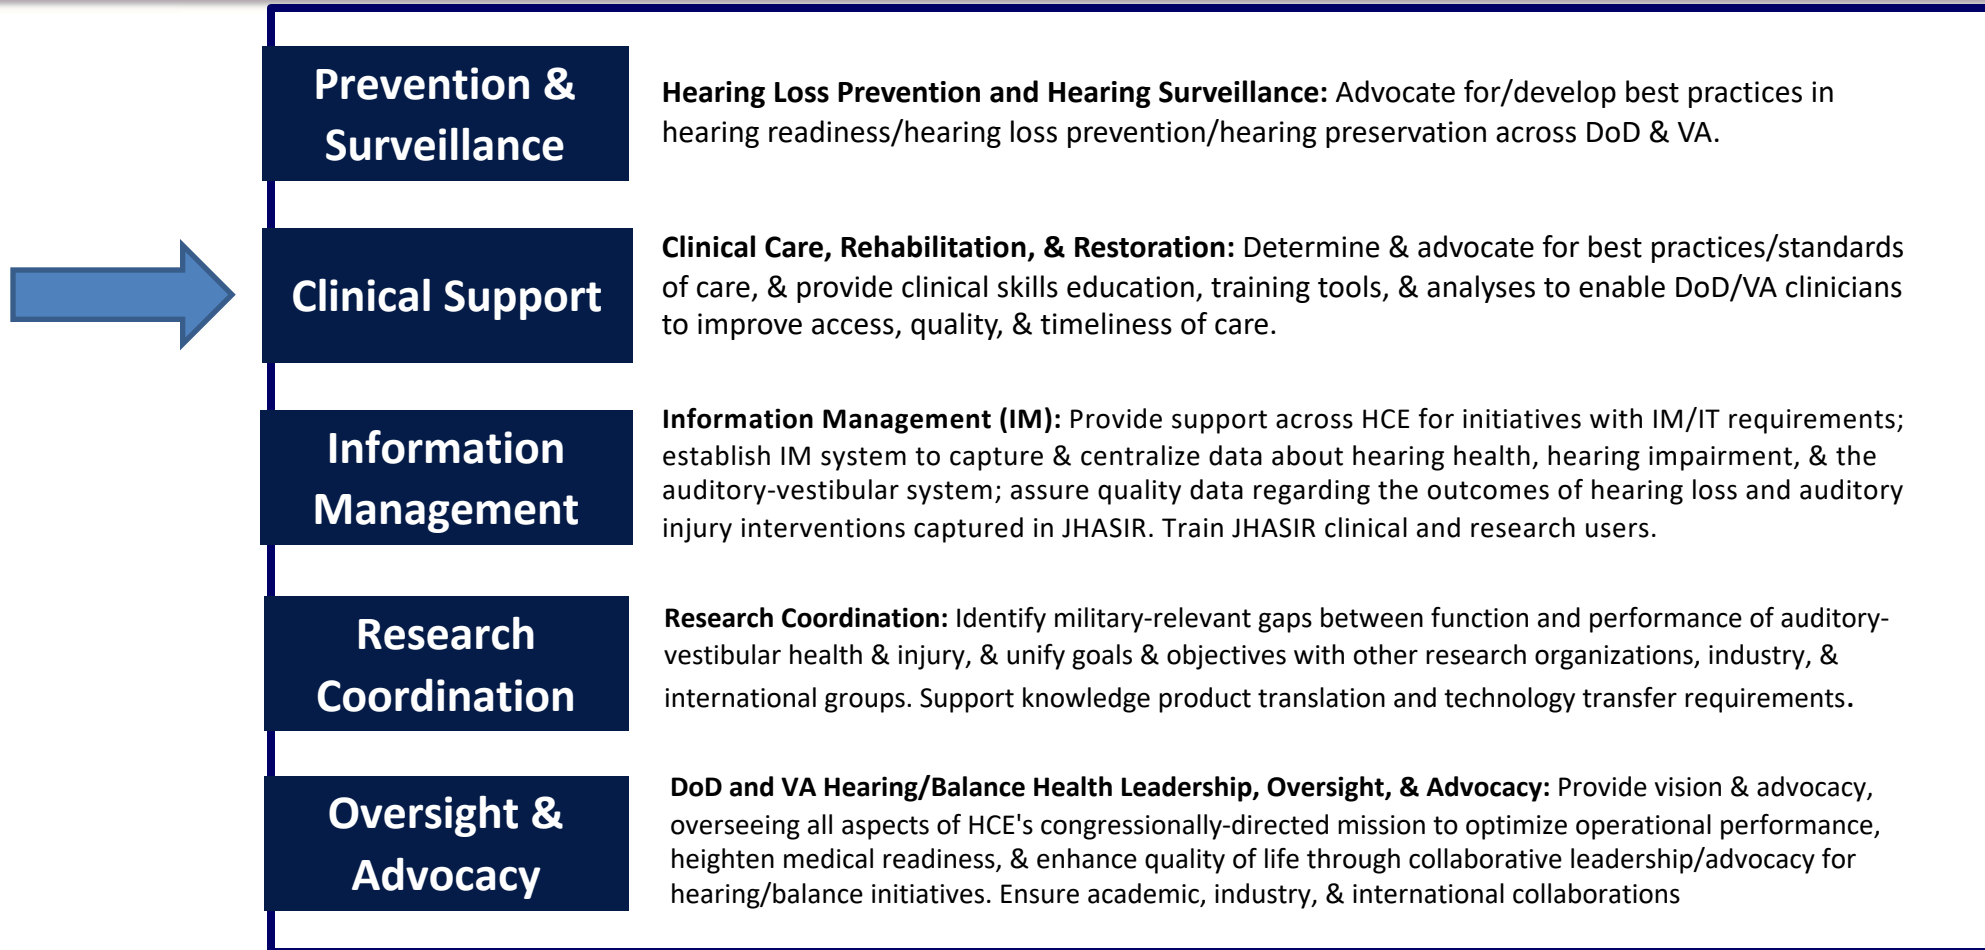 Prevention &
Surveillance
Hearing Loss Prevention and Hearing Surveillance: Advocate for/develop best practices in
hearing readiness/hearing loss prevention/hearing preservation across DoD & VA.
Clinical Support
Clinical Care, Rehabilitation, & Restoration: Determine & advocate for best practices/standards
of care, & provide clinical skills education, training tools, & analyses to enable DoD/VA clinicians
to improve access, quality, & timeliness of care.
Information
Management
Information Management (IM): Provide support across HCE for initiatives with IM/IT requirements;
establish IM system to capture & centralize data about hearing health, hearing impairment, & the
auditory-vestibular system; assure quality data regarding the outcomes of hearing loss and auditory
injury interventions captured in JHASIR. Train JHASIR clinical and research users.
Research
Coordination
Research Coordination: Identify military-relevant gaps between function and performance of auditory-
vestibular health & injury, & unify goals & objectives with other research organizations, industry, &
international groups. Support knowledge product translation and technology transfer requirements.
Oversight &
Advocacy
DoD and VA Hearing/Balance Health Leadership, Oversight, & Advocacy: Provide vision & advocacy,
overseeing all aspects of HCE's congressionally-directed mission to optimize operational performance,
heighten medical readiness, & enhance quality of life through collaborative leadership/advocacy for
hearing/balance initiatives. Ensure academic, industry, & international collaborations